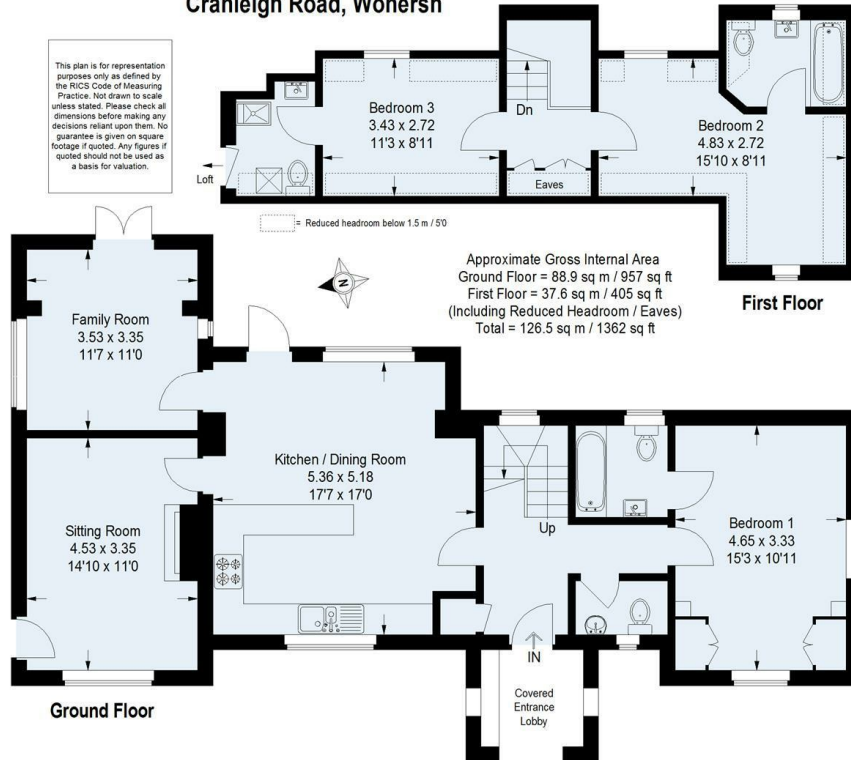 Cranleigh Road, Wonersh
This plan is for representation
purposes only as defined by
the RICS Code of Measuring
Practice. Not drawn to scale
unless stated. Please check all
dimensions before making any
decisions reliant upon them. No
guarantee is given on square
footage if quoted. Any figures if
quoted should not be used as
a basis for valuation.
Bedroom 3
3.43 x 2.72
11'3 x 8'11
Dn
Bedroom 2
4.83 x 2.72
15'10 x 8'11
Loft
Eaves
= Reduced headroom below 1.5 m / 5'0
First Floor
N
Approximate Gross Internal Area
Ground Floor = 88.9 sq m / 957 sq ft
First Floor = 37.6 sq m / 405 sq ft
(Including Reduced Headroom / Eaves)
Total = 126.5 sq m / 1362 sq ft
Family Room
3.53 x 3.35
11'7 x 11'0
Kitchen / Dining Room
5.36 x 5.18
17'7 x 17'0
Sitting Room
4.53 x 3.35
14'10 x 11'0
Up
Bedroom 1
4.65 x 3.33
15'3 x 10'11
IN
Covered
Entrance
Lobby
Ground Floor